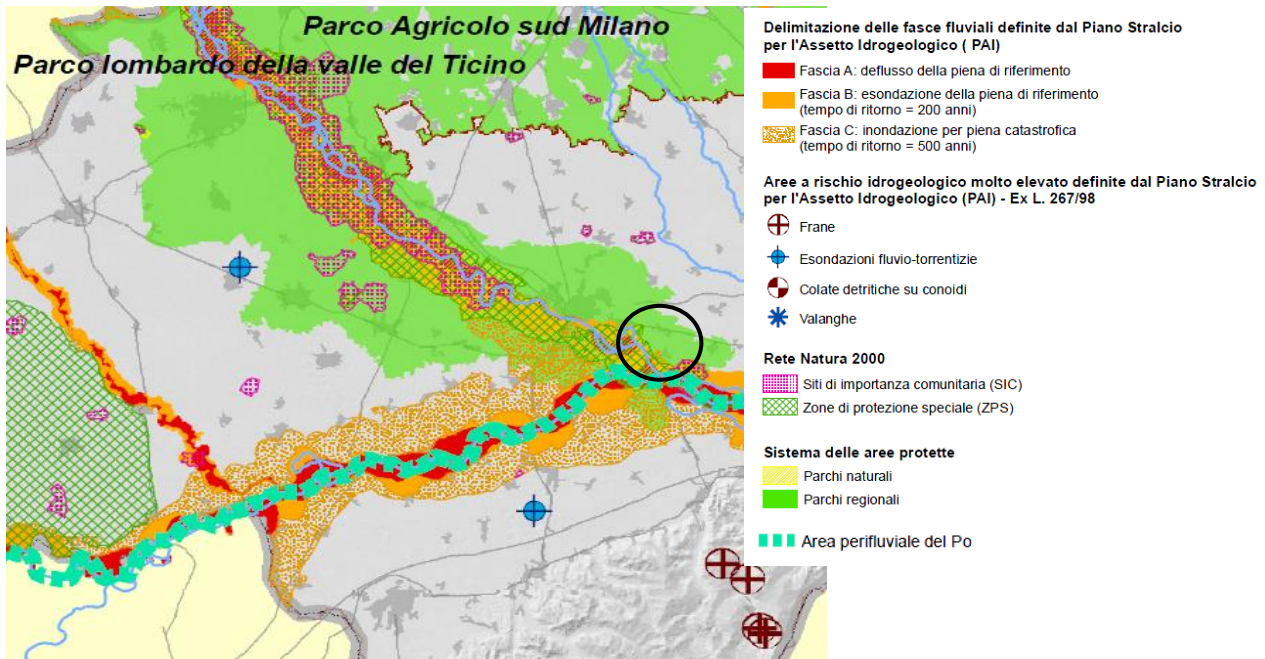 Parco Agricolo sud Milano
Parco lombardo della valle del Ticino
Delimitazione delle fasce fluviali definite dal Piano Stralcio
per l'Assetto Idrogeologico ( PAI)
Fascia A: deflusso della piena di riferimento
Fascia B: esondazione della piena di riferimento
(tempo di ritorno = 200 anni)
Fascia C: inondazione per piena catastrofica
(tempo di ritorno = 500 anni)
Aree a rischio idrogeologico molto elevato definite dal Piano Stralcio
per l'Assetto Idrogeologico (PAI) - Ex L. 267/98
Frane
Esondazioni fluvio-torrentizie
Colate detritiche su conoidi
Valanghe
Rete Natura 2000
Siti di importanza comunitaria (SIC)
Zone di protezione speciale (ZPS)
Sistema delle aree protette
Parchi naturali
Parchi regionali
Area perifluviale del Po